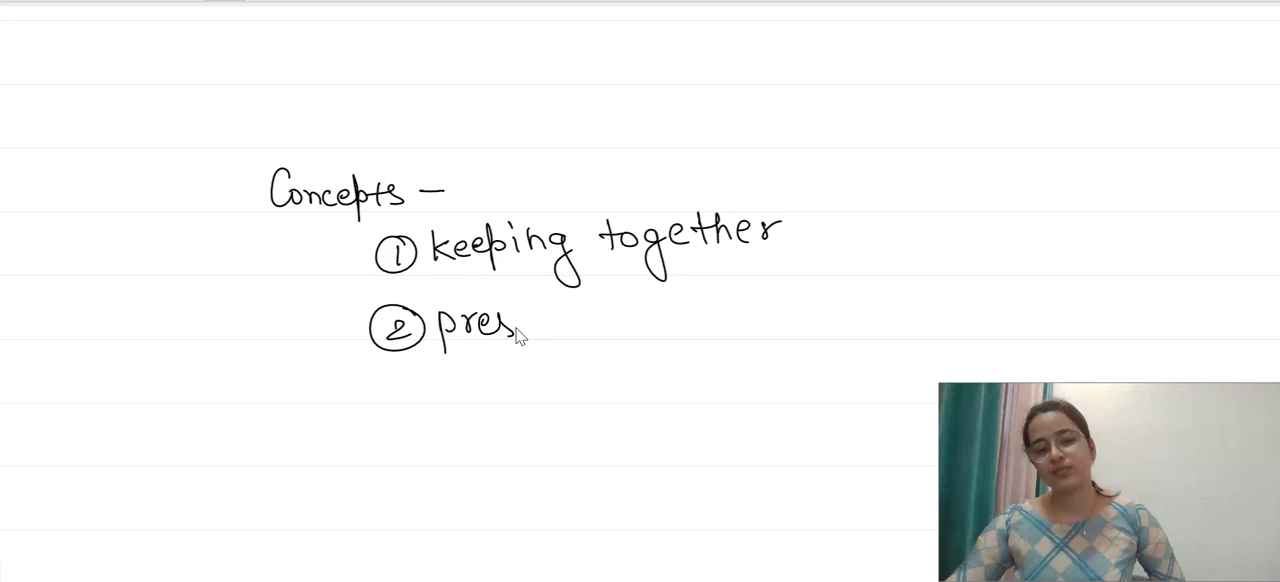 Concepts -
① keeping together
② pres